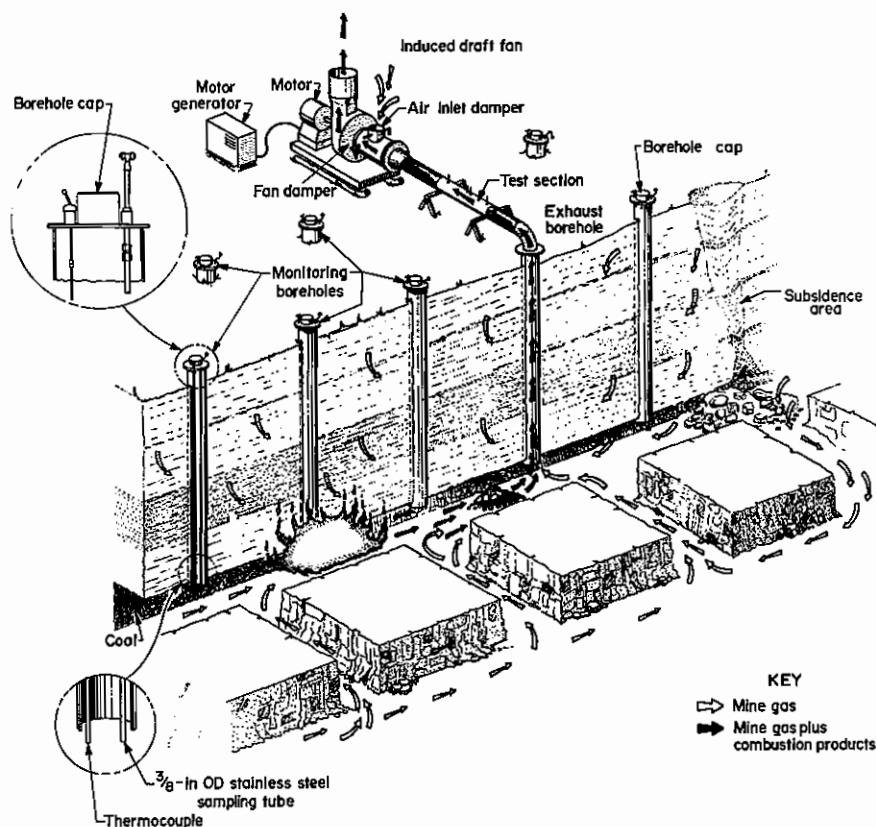 Induced draft fan
Motor
generator
Motor
Borehole cap
Air inlet damper
Borehole cap
Fan damper
Test section
Exhaust
borehole
Monitoring
boreholes
Subsidence
area
Coal
KEY
Mine gas
Mine gas plus
combustion products
3/8-in OD stainless steel
sampling tube
Thermocouple